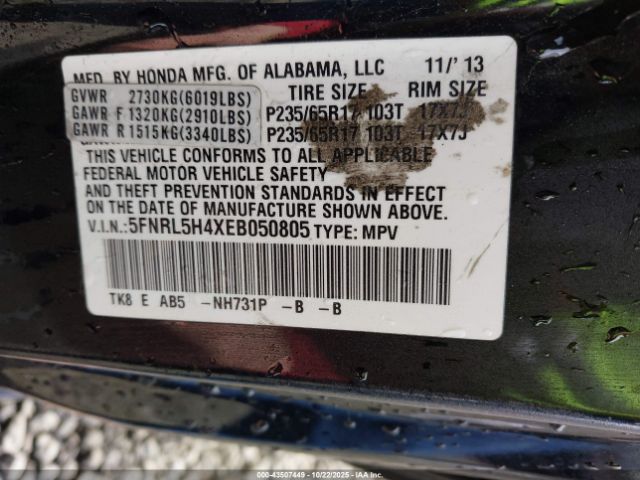 MFD. BY HONDA MFG. OF ALABAMA, LLC 11/'13
TIRE SIZE RIM SIZE
GVWR 2730KG(6019LBS)
GAWR F 1320KG(2910LBS) P235/65R17 103T 17X7J
GAWR R 1515KG(3340LBS) P235/65R17 103T 17X7J
THIS VEHICLE CONFORMS TO ALL APPLICABLE
FEDERAL MOTOR VEHICLE SAFETY
AND THEFT PREVENTION STANDARDS IN EFFECT
ON THE DATE OF MANUFACTURE SHOWN ABOVE.
V.I.N.: 5FNRL5H4XEB050805 TYPE: MPV
TK8 E AB5 -NH731P -B -B
000-43507449 | 10/22/2025 | IAAI.COM